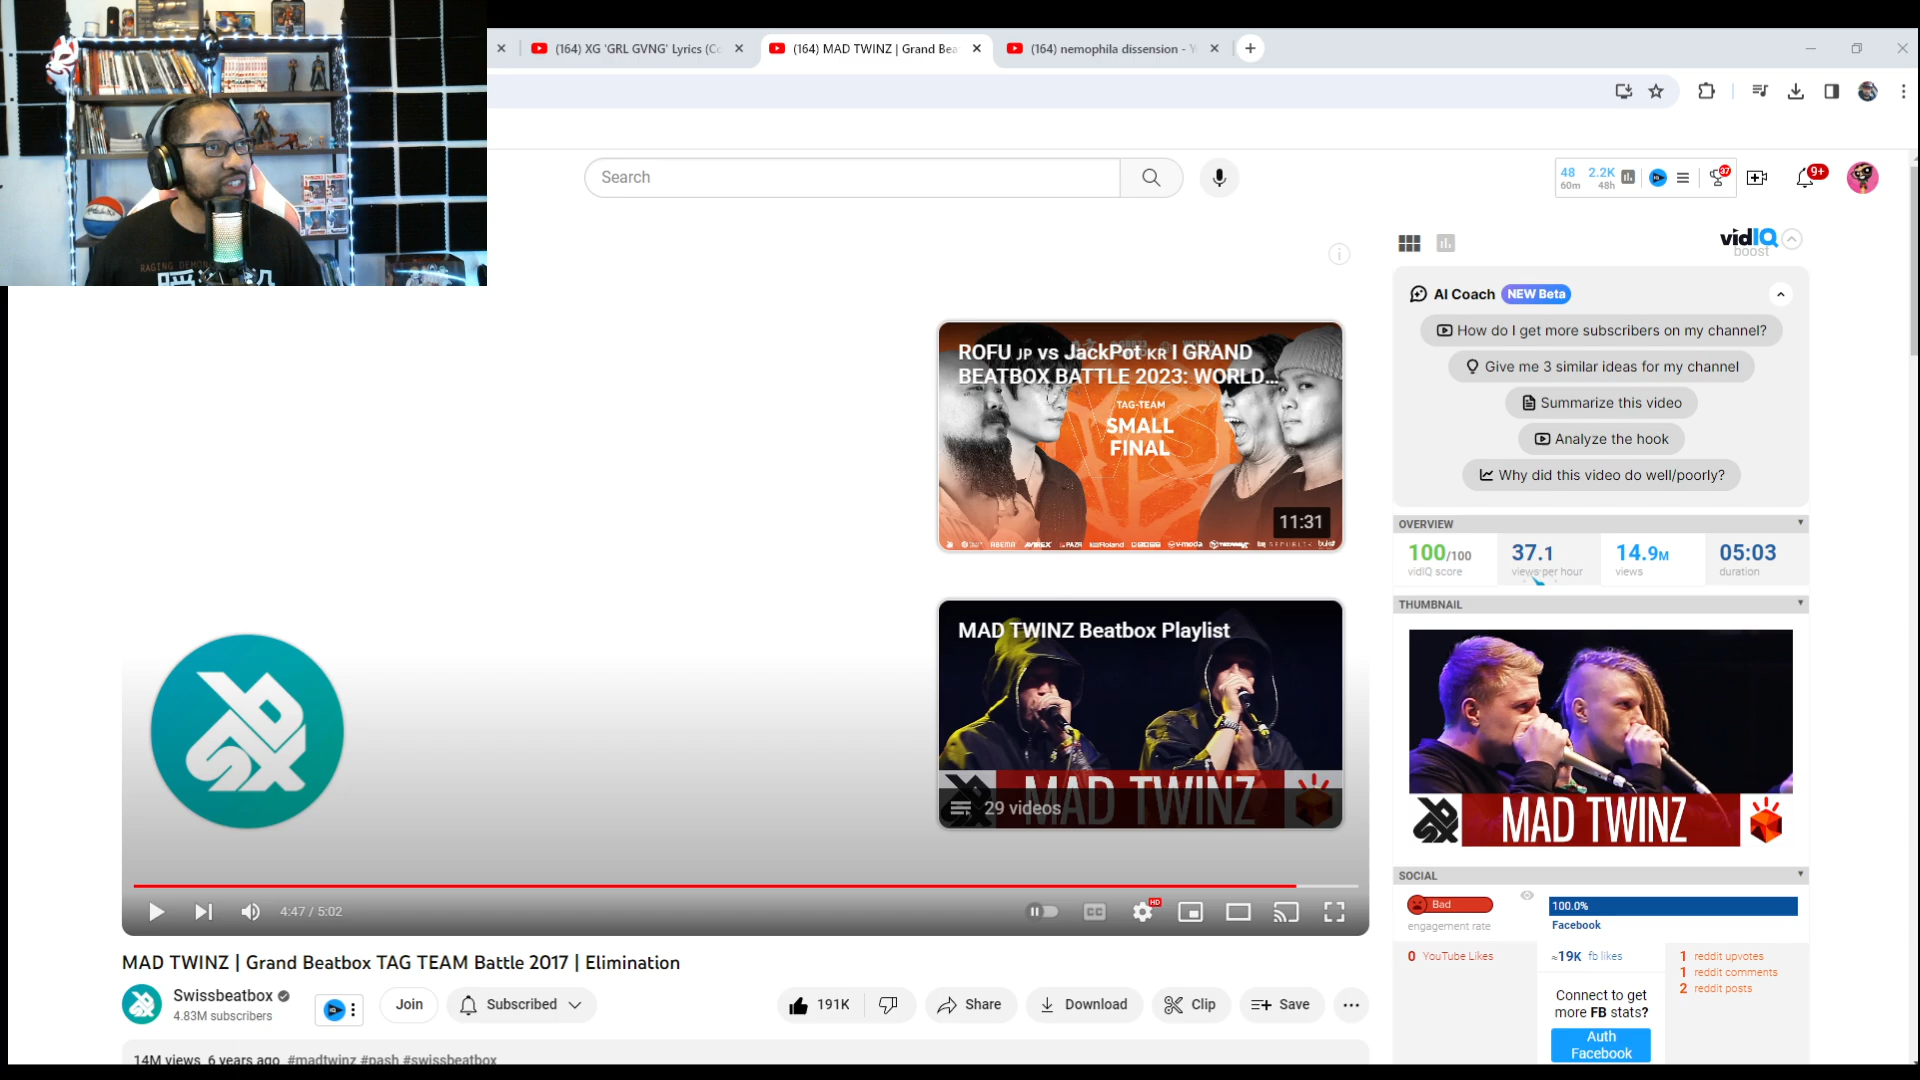 (164) XG 'GRL GVNG' Lyrics (Co
(164) MAD TWINZ | Grand Bea
(164) nemophila dissension - Y
RAGING DEMON
Search
48
60m
2.2K
48h
37
9+
vidIQ
boost
AI Coach NEW Beta
How do I get more subscribers on my channel?
Give me 3 similar ideas for my channel
Summarize this video
Analyze the hook
Why did this video do well/poorly?
ROFU JP vs JackPot KR I GRAND
BEATBOX BATTLE 2023: WORLD...
TAG-TEAM
SMALL
FINAL
11:31
MAD TWINZ Beatbox Playlist
MAD TWINZ
29 videos
OVERVIEW
100/100
vidIQ score
37.1
views per hour
14.9M
views
05:03
duration
THUMBNAIL
MAD TWINZ
SOCIAL
Bad
engagement rate
100.0%
Facebook
0 YouTube Likes
≈19K fb likes
1 reddit upvotes
1 reddit comments
2 reddit posts
Connect to get
more FB stats?
Auth
Facebook
4:47 / 5:02
CC
HD
MAD TWINZ | Grand Beatbox TAG TEAM Battle 2017 | Elimination
Swissbeatbox
4.83M subscribers
Join
Subscribed
191K
Share
Download
Clip
Save
14M views 6 years ago #madtwinz #pash #swissbeatbox